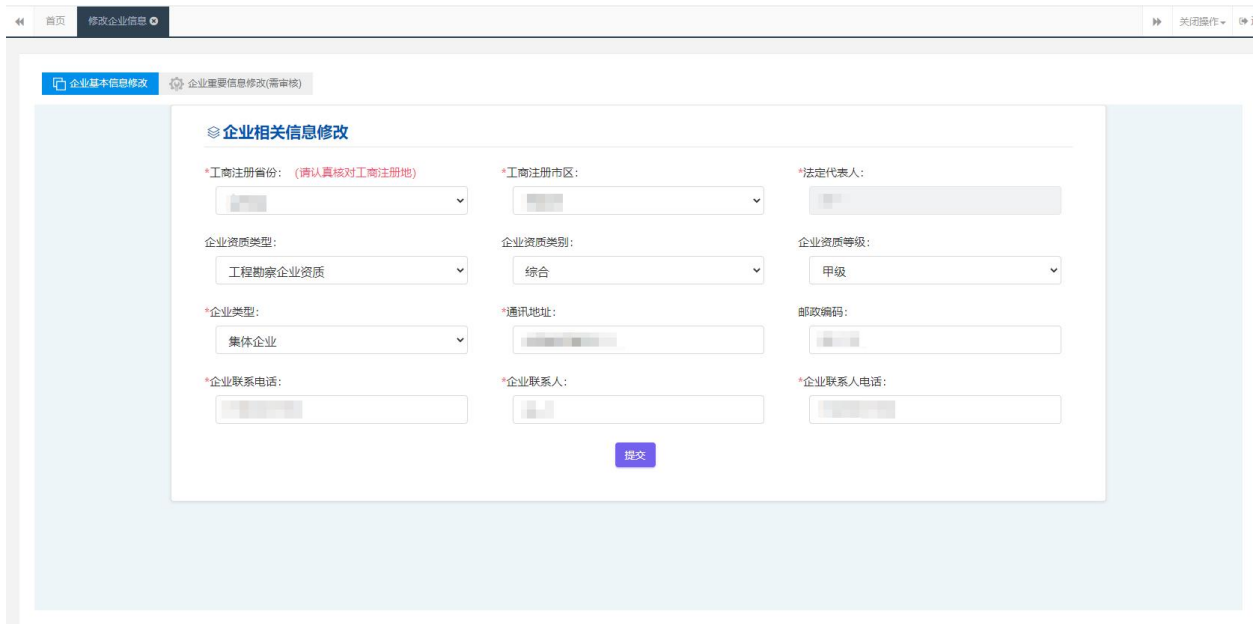 首页 修改企业信息 关闭操作
企业基本信息修改 企业重要信息修改(需审核)
企业相关信息修改
*工商注册省份: (请认真核对工商注册地) *工商注册市区: *法定代表人:
企业资质类型: 企业资质类别: 企业资质等级:
工程勘察企业资质 综合 甲级
*企业类型: *通讯地址: 邮政编码:
集体企业
*企业联系电话: *企业联系人: *企业联系人电话:
提交